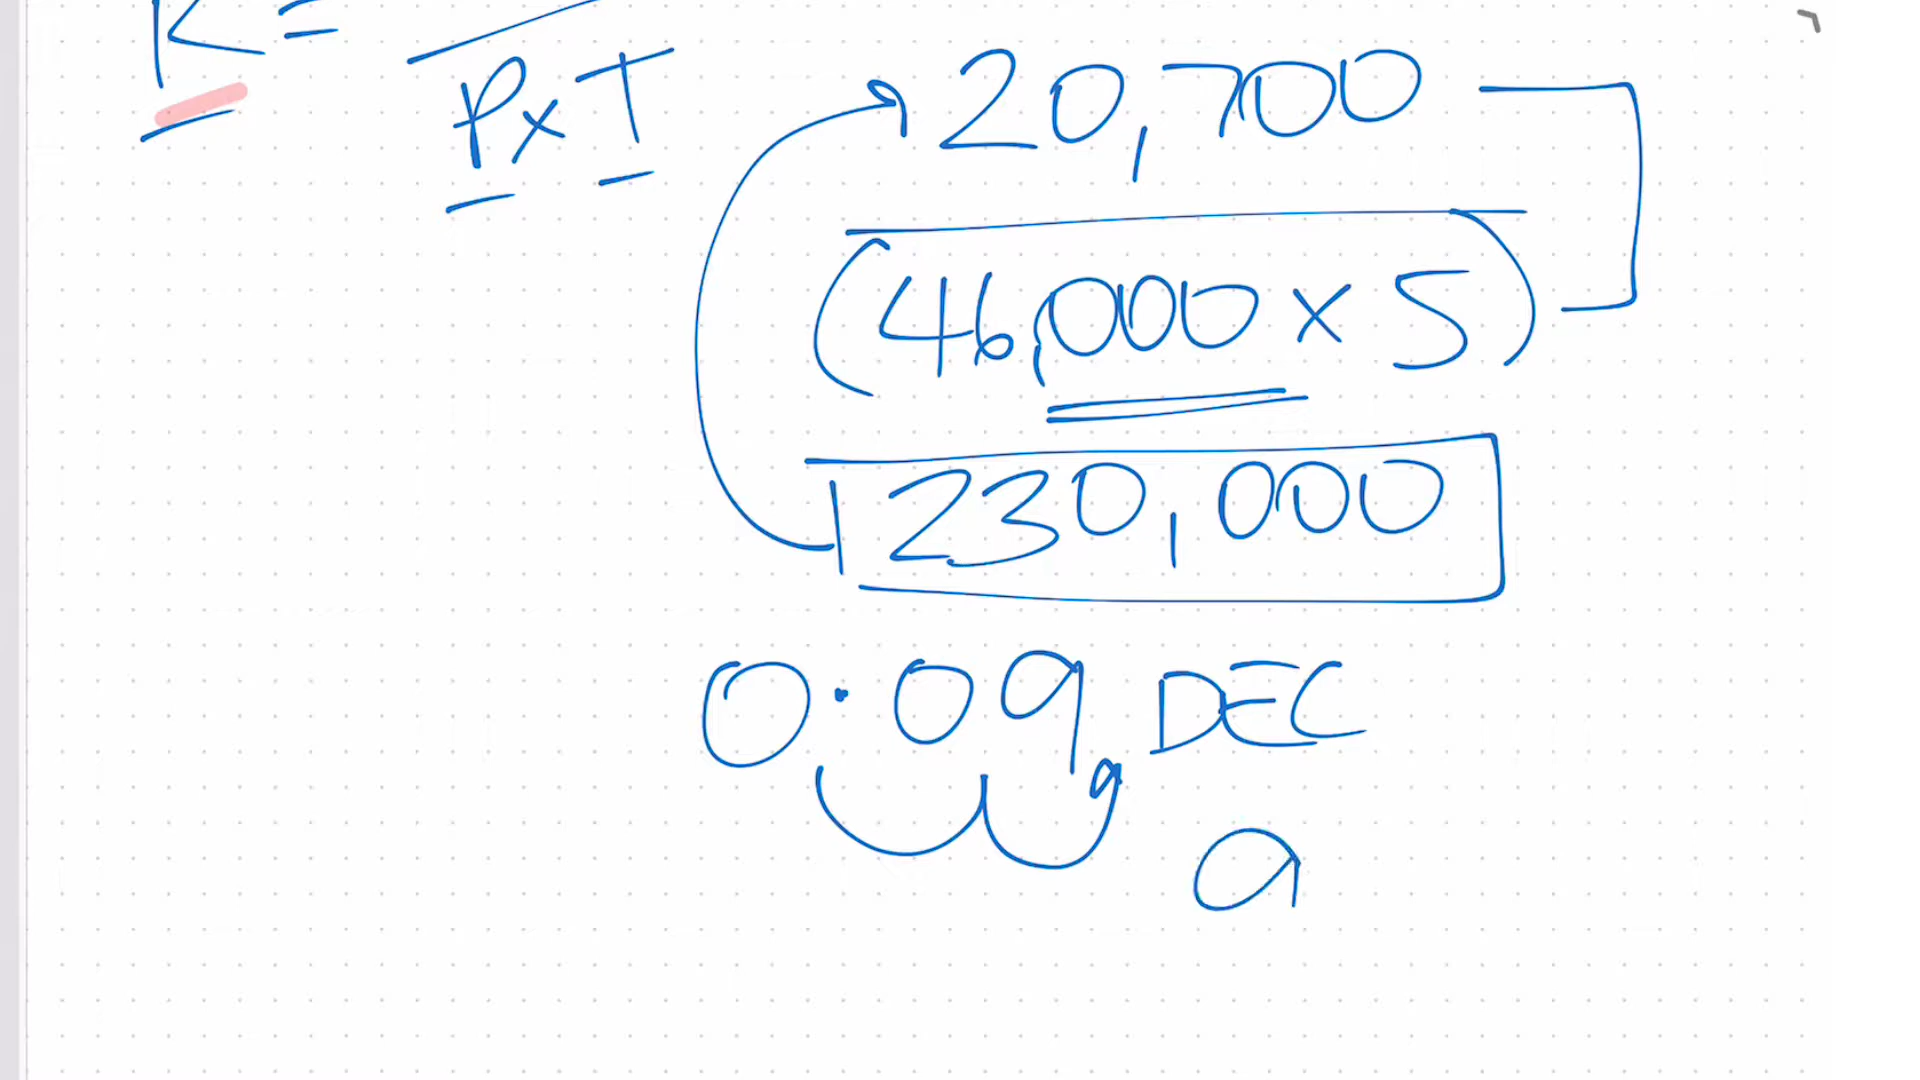 R =
P x T
20,700
(46,000 x 5)
230,000
0.09 DEC
9